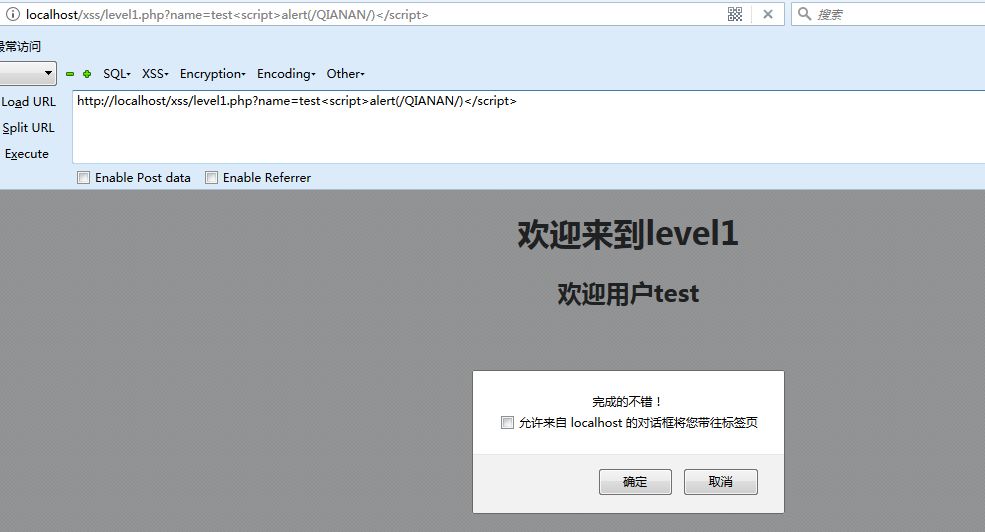 localhost/xss/level1.php?name=test<script>alert(/QIANAN/)</script>
搜索
最常访问
SQL XSS Encryption Encoding Other
Load URL
http://localhost/xss/level1.php?name=test<script>alert(/QIANAN/)</script>
Split URL
Execute
Enable Post data Enable Referrer
欢迎来到level1
欢迎用户test
完成的不错！
允许来自 localhost 的对话框将您带往标签页
确定 取消